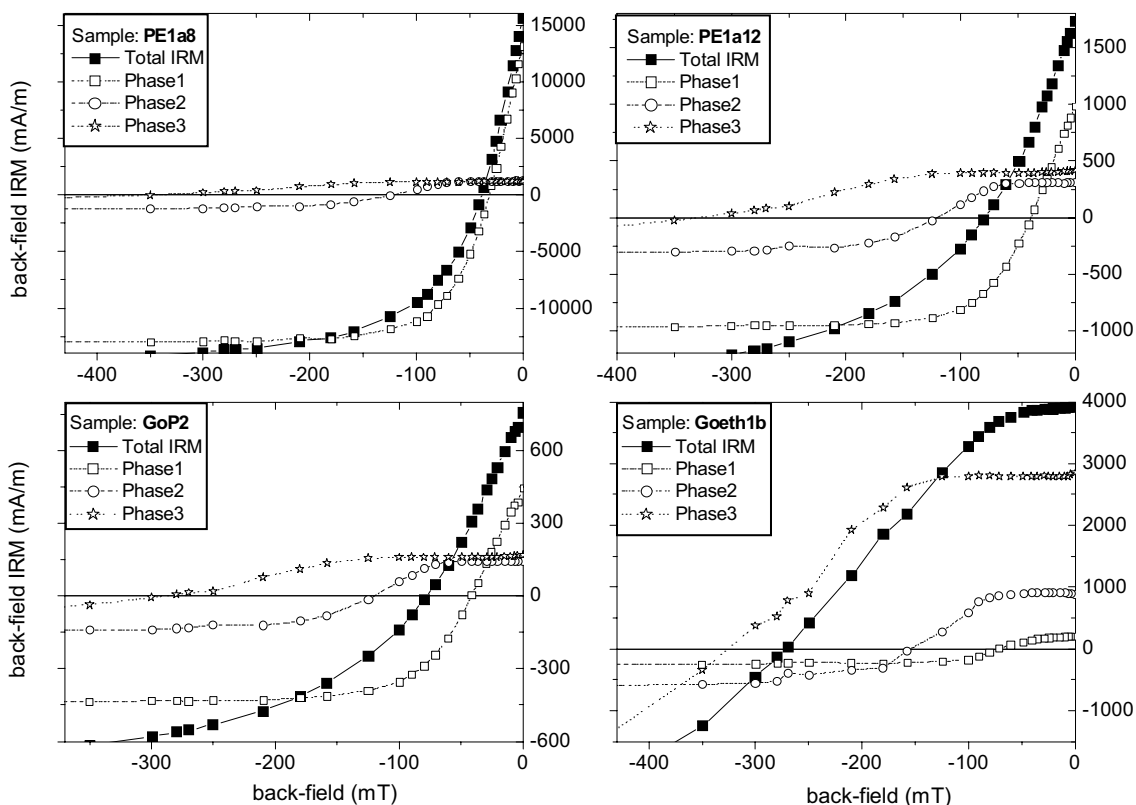 Sample: PE1a8
Total IRM
Phase1
Phase2
Phase3
15000
10000
5000
0
-5000
-10000
-400 -300 -200 -100 0
back-field IRM (mA/m)
Sample: PE1a12
Total IRM
Phase1
Phase2
Phase3
1500
1000
500
0
-500
-1000
-400 -300 -200 -100 0
Sample: GoP2
Total IRM
Phase1
Phase2
Phase3
600
300
0
-300
-600
-300 -200 -100 0
back-field IRM (mA/m)
back-field (mT)
Sample: Goeth1b
Total IRM
Phase1
Phase2
Phase3
4000
3000
2000
1000
0
-1000
-400 -300 -200 -100 0
back-field (mT)